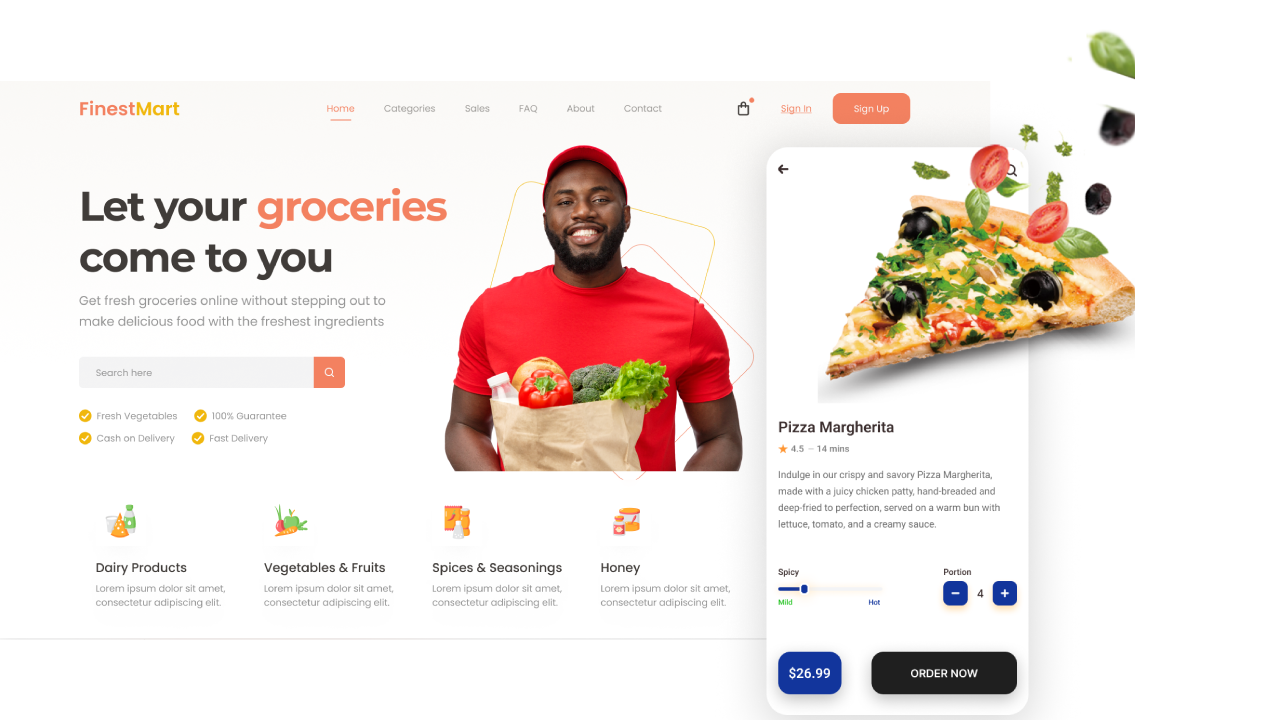 FinestMart
Home
Categories
Sales
FAQ
About
Contact
Sign In
Sign Up
Let your groceries
come to you
Get fresh groceries online without stepping out to
make delicious food with the freshest ingredients
Search here
Fresh Vegetables
100% Guarantee
Cash on Delivery
Fast Delivery
Dairy Products
Lorem ipsum dolor sit amet,
consectetur adipiscing elit.
Vegetables & Fruits
Lorem ipsum dolor sit amet,
consectetur adipiscing elit.
Spices & Seasonings
Lorem ipsum dolor sit amet,
consectetur adipiscing elit.
Honey
Lorem ipsum dolor sit amet,
consectetur adipiscing elit.
Pizza Margherita
4.5 – 14 mins
Indulge in our crispy and savory Pizza Margherita,
made with a juicy chicken patty, hand-breaded and
deep-fried to perfection, served on a warm bun with
lettuce, tomato, and a creamy sauce.
Spicy
Mild
Hot
Portion
4
$26.99
ORDER NOW